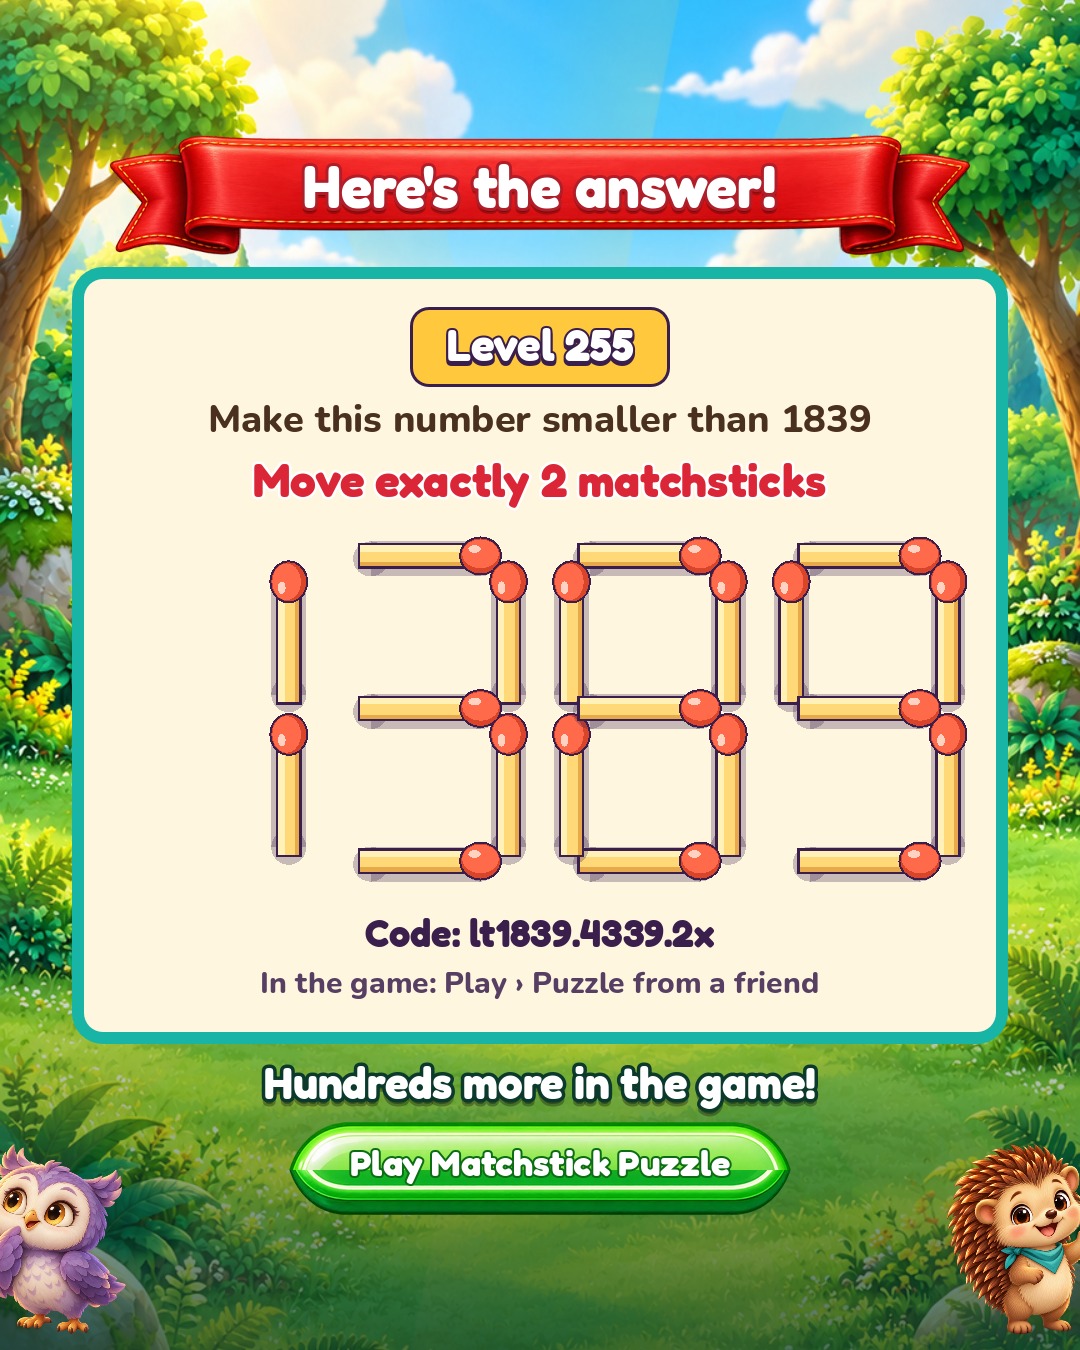 Here's the answer!
Level 255
Make this number smaller than 1839
Move exactly 2 matchsticks
1389
Code: lt1839.4339.2x
In the game: Play › Puzzle from a friend
Hundreds more in the game!
Play Matchstick Puzzle